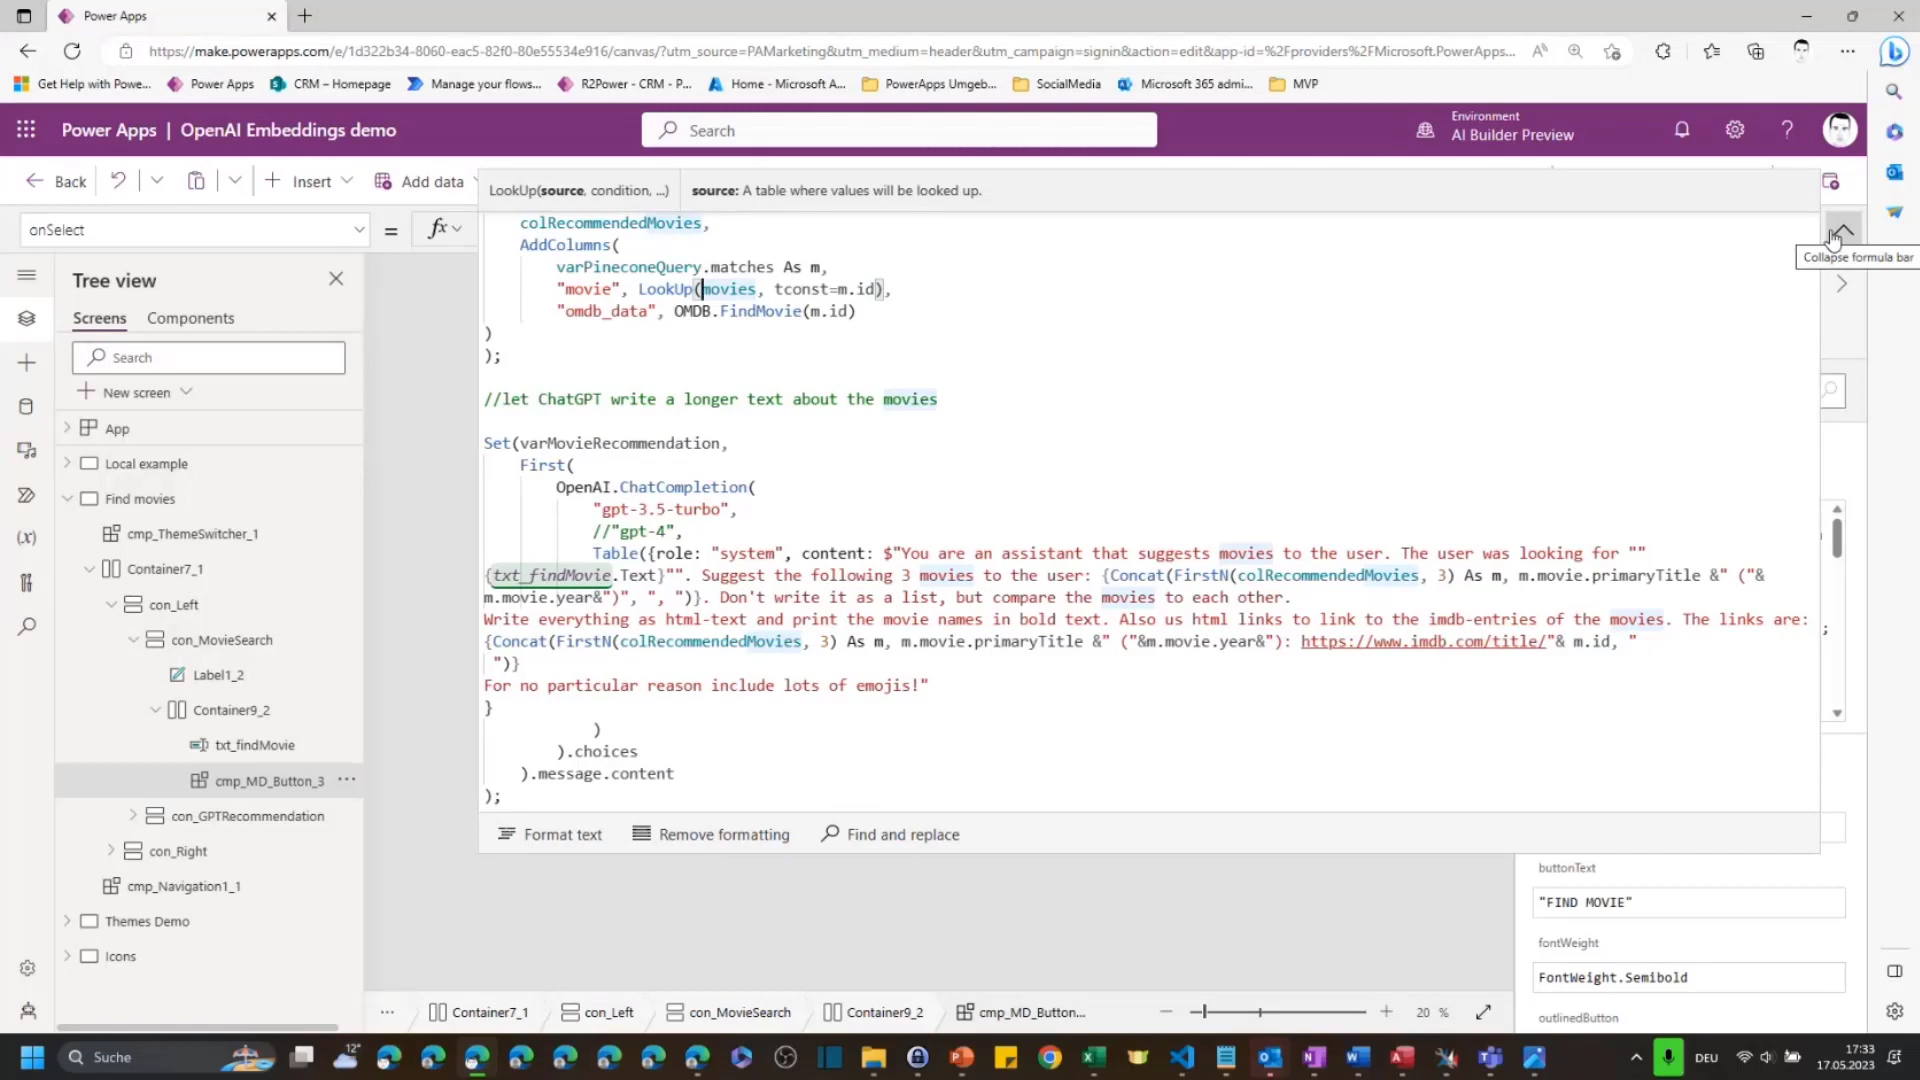 Power Apps
https://make.powerapps.com/e/1d322b34-8060-eac5-82f0-80e55534e916/canvas/?utm_source=PAMarketing&utm_medium=header&utm_campaign=signin&action=edit&app-id=%2Fproviders%2FMicrosoft.PowerApps...
Get Help with Powe...
Power Apps
CRM – Homepage
Manage your flows...
R2Power - CRM - P...
Home - Microsoft A...
PowerApps Umgeb...
SocialMedia
Microsoft 365 admi...
MVP
Power Apps | OpenAI Embeddings demo
Search
Environment
AI Builder Preview
Back
Insert
Add data
LookUp(source, condition, ...)
source: A table where values will be looked up.
onSelect
=
fx
Collapse formula bar
Tree view
Screens
Components
Search
New screen
App
Local example
Find movies
cmp_ThemeSwitcher_1
Container7_1
con_Left
con_MovieSearch
Label1_2
Container9_2
txt_findMovie
cmp_MD_Button_3
con_GPTRecommendation
con_Right
cmp_Navigation1_1
Themes Demo
Icons
colRecommendedMovies,
AddColumns(
varPineconeQuery.matches As m,
"movie", LookUp(movies, tconst=m.id),
"omdb_data", OMDB.FindMovie(m.id)
)
);
//let ChatGPT write a longer text about the movies
Set(varMovieRecommendation,
First(
OpenAI.ChatCompletion(
"gpt-3.5-turbo",
//"gpt-4",
Table({role: "system", content: $"You are an assistant that suggests movies to the user. The user was looking for ""
{txt_findMovie.Text}"". Suggest the following 3 movies to the user: {Concat(FirstN(colRecommendedMovies, 3) As m, m.movie.primaryTitle &" ("&
m.movie.year&")", ", ")}. Don't write it as a list, but compare the movies to each other.
Write everything as html-text and print the movie names in bold text. Also us html links to link to the imdb-entries of the movies. The links are:
{Concat(FirstN(colRecommendedMovies, 3) As m, m.movie.primaryTitle &" ("&m.movie.year&"): https://www.imdb.com/title/"& m.id, "
")}
For no particular reason include lots of emojis!"
}
)
).choices
).message.content
);
;
Format text
Remove formatting
Find and replace
buttonText
"FIND MOVIE"
fontWeight
FontWeight.Semibold
outlinedButton
Container7_1
con_Left
con_MovieSearch
Container9_2
cmp_MD_Button...
20 %
Suche
12°
DEU
17:33
17.05.2023